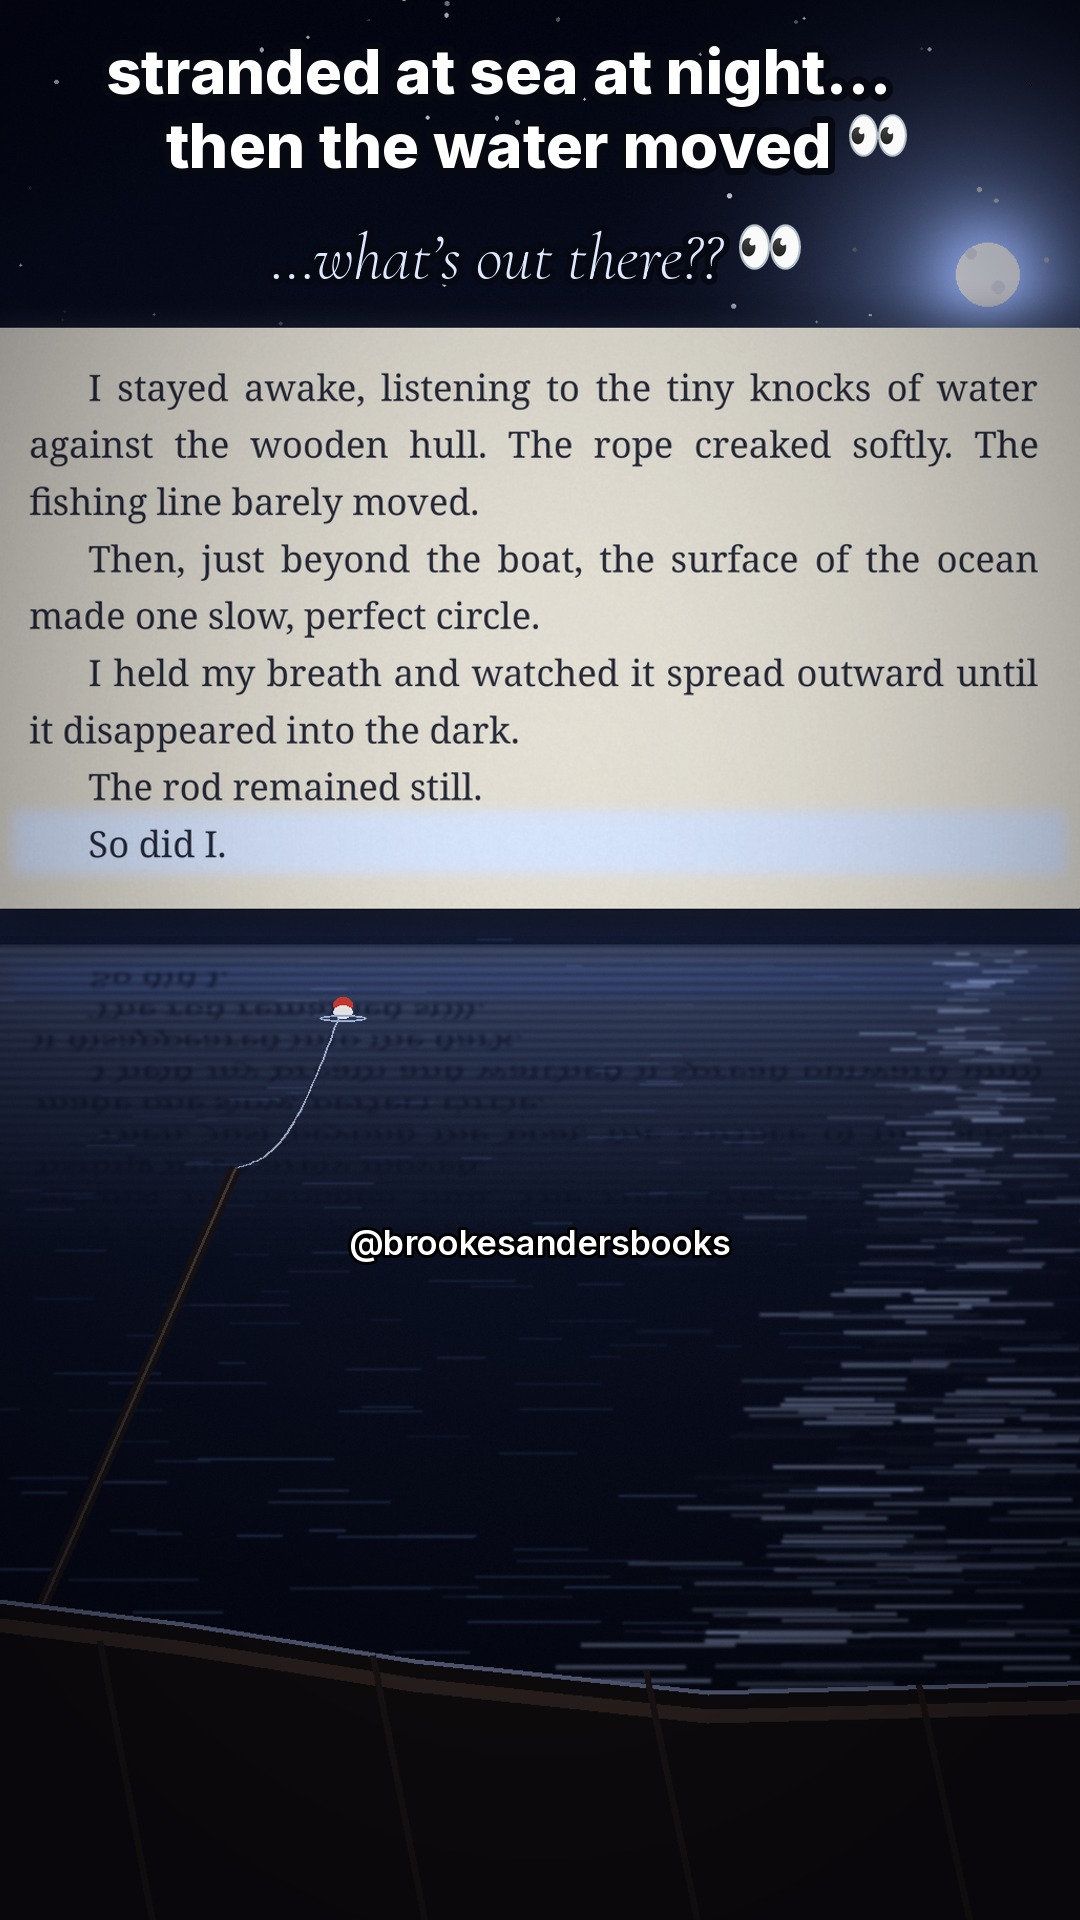 stranded at sea at night...
then the water moved 👀
...what's out there?? 👀
I stayed awake, listening to the tiny knocks of water
against the wooden hull. The rope creaked softly. The
fishing line barely moved.
Then, just beyond the boat, the surface of the ocean
made one slow, perfect circle.
I held my breath and watched it spread outward until
it disappeared into the dark.
The rod remained still.
So did I.
@brookesandersbooks